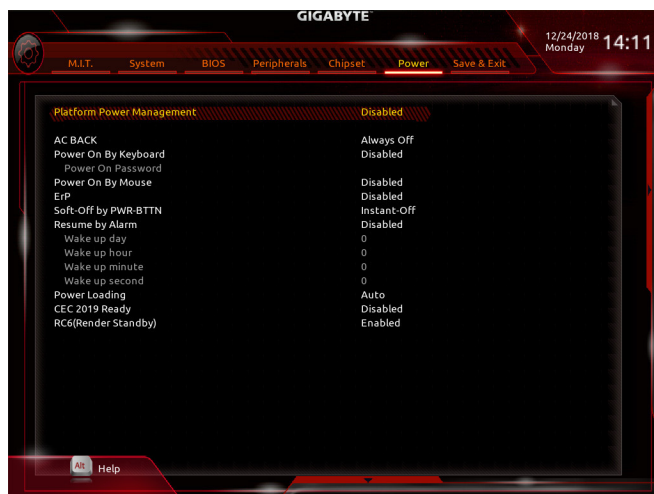 GIGABYTE™
12/24/2018
Monday
14:11
M.I.T. System BIOS Peripherals Chipset Power Save & Exit
Platform Power Management Disabled
AC BACK Always Off
Power On By Keyboard Disabled
Power On Password
Power On By Mouse Disabled
ErP Disabled
Soft-Off by PWR-BTTN Instant-Off
Resume by Alarm Disabled
Wake up day 0
Wake up hour 0
Wake up minute 0
Wake up second 0
Power Loading Auto
CEC 2019 Ready Disabled
RC6(Render Standby) Enabled
Alt Help